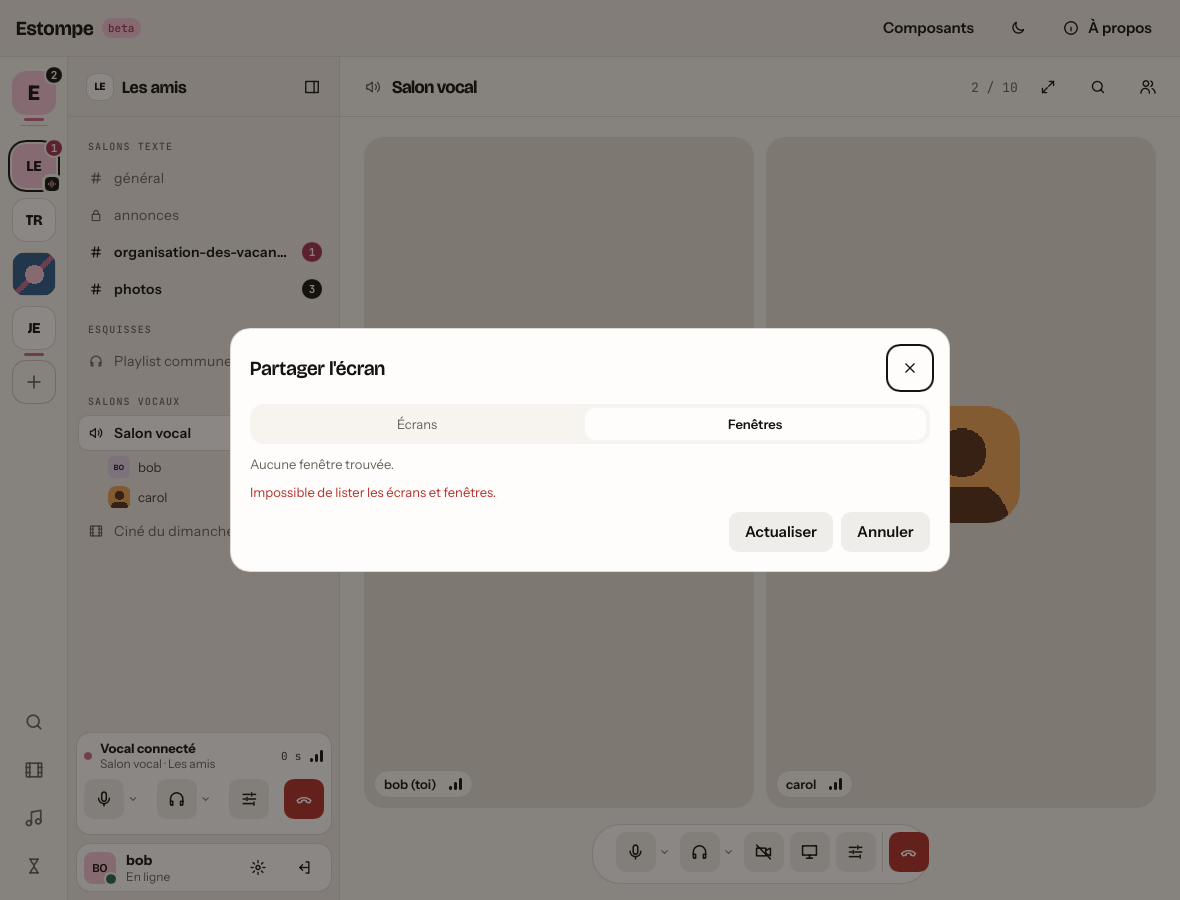 Estompe beta
Composants
À propos
E
2
LE
1
TR
JE
LE Les amis
SALONS TEXTE
général
annonces
organisation-des-vacan... 1
photos 3
ESQUISSES
Playlist commune
SALONS VOCAUX
Salon vocal
BO bob
carol
Ciné du dimanche
Vocal connecté
Salon vocal · Les amis
0 s
BO
bob
En ligne
Salon vocal
2 / 10
Partager l'écran
Écrans
Fenêtres
Aucune fenêtre trouvée.
Impossible de lister les écrans et fenêtres.
Actualiser
Annuler
bob (toi)
carol